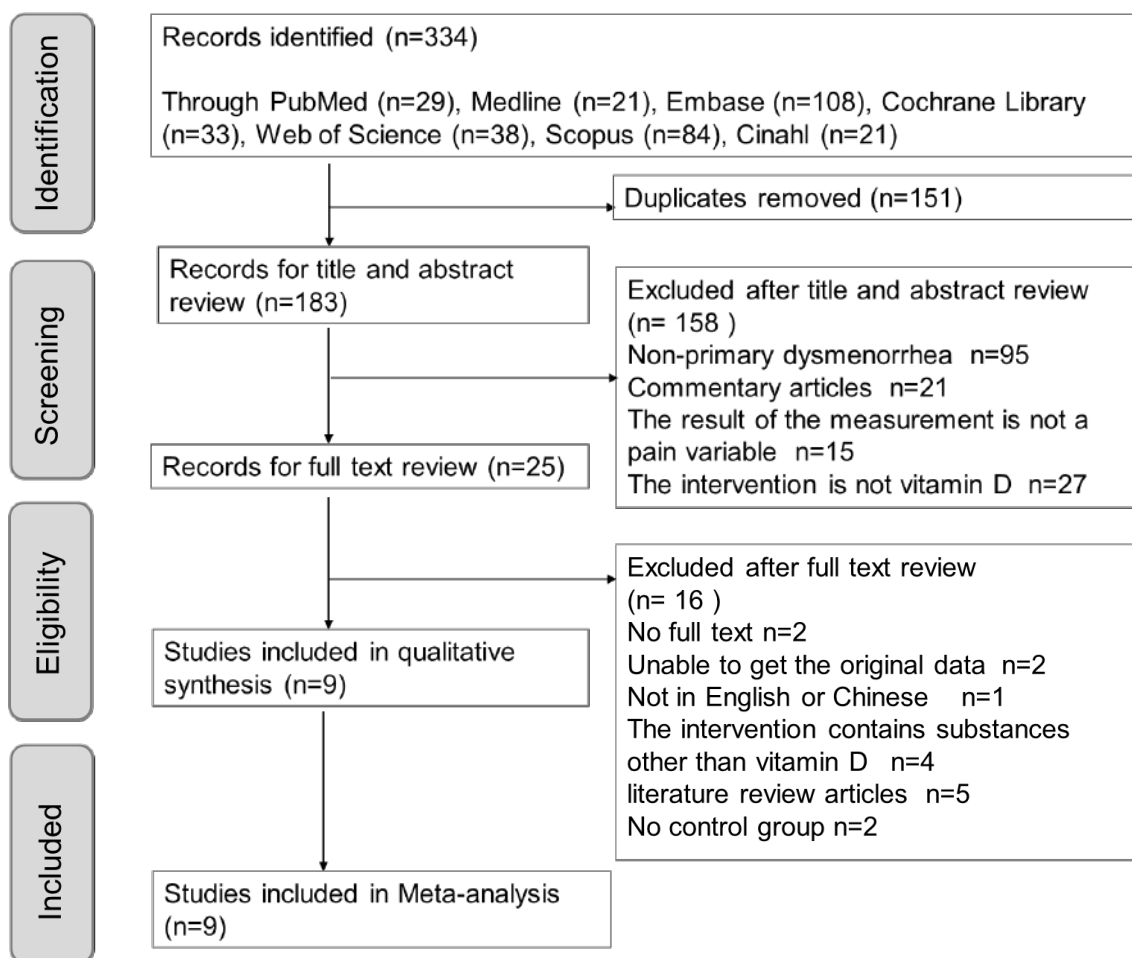 Identification
Records identified (n=334)
Through PubMed (n=29), Medline (n=21), Embase (n=108), Cochrane Library
(n=33), Web of Science (n=38), Scopus (n=84), Cinahl (n=21)
Duplicates removed (n=151)
Screening
Records for title and abstract
review (n=183)
Excluded after title and abstract review
(n= 158 )
Non-primary dysmenorrhea n=95
Commentary articles n=21
The result of the measurement is not a
pain variable n=15
The intervention is not vitamin D n=27
Records for full text review (n=25)
Eligibility
Excluded after full text review
(n= 16 )
No full text n=2
Unable to get the original data n=2
Not in English or Chinese n=1
The intervention contains substances
other than vitamin D n=4
literature review articles n=5
No control group n=2
Studies included in qualitative
synthesis (n=9)
Included
Studies included in Meta-analysis
(n=9)